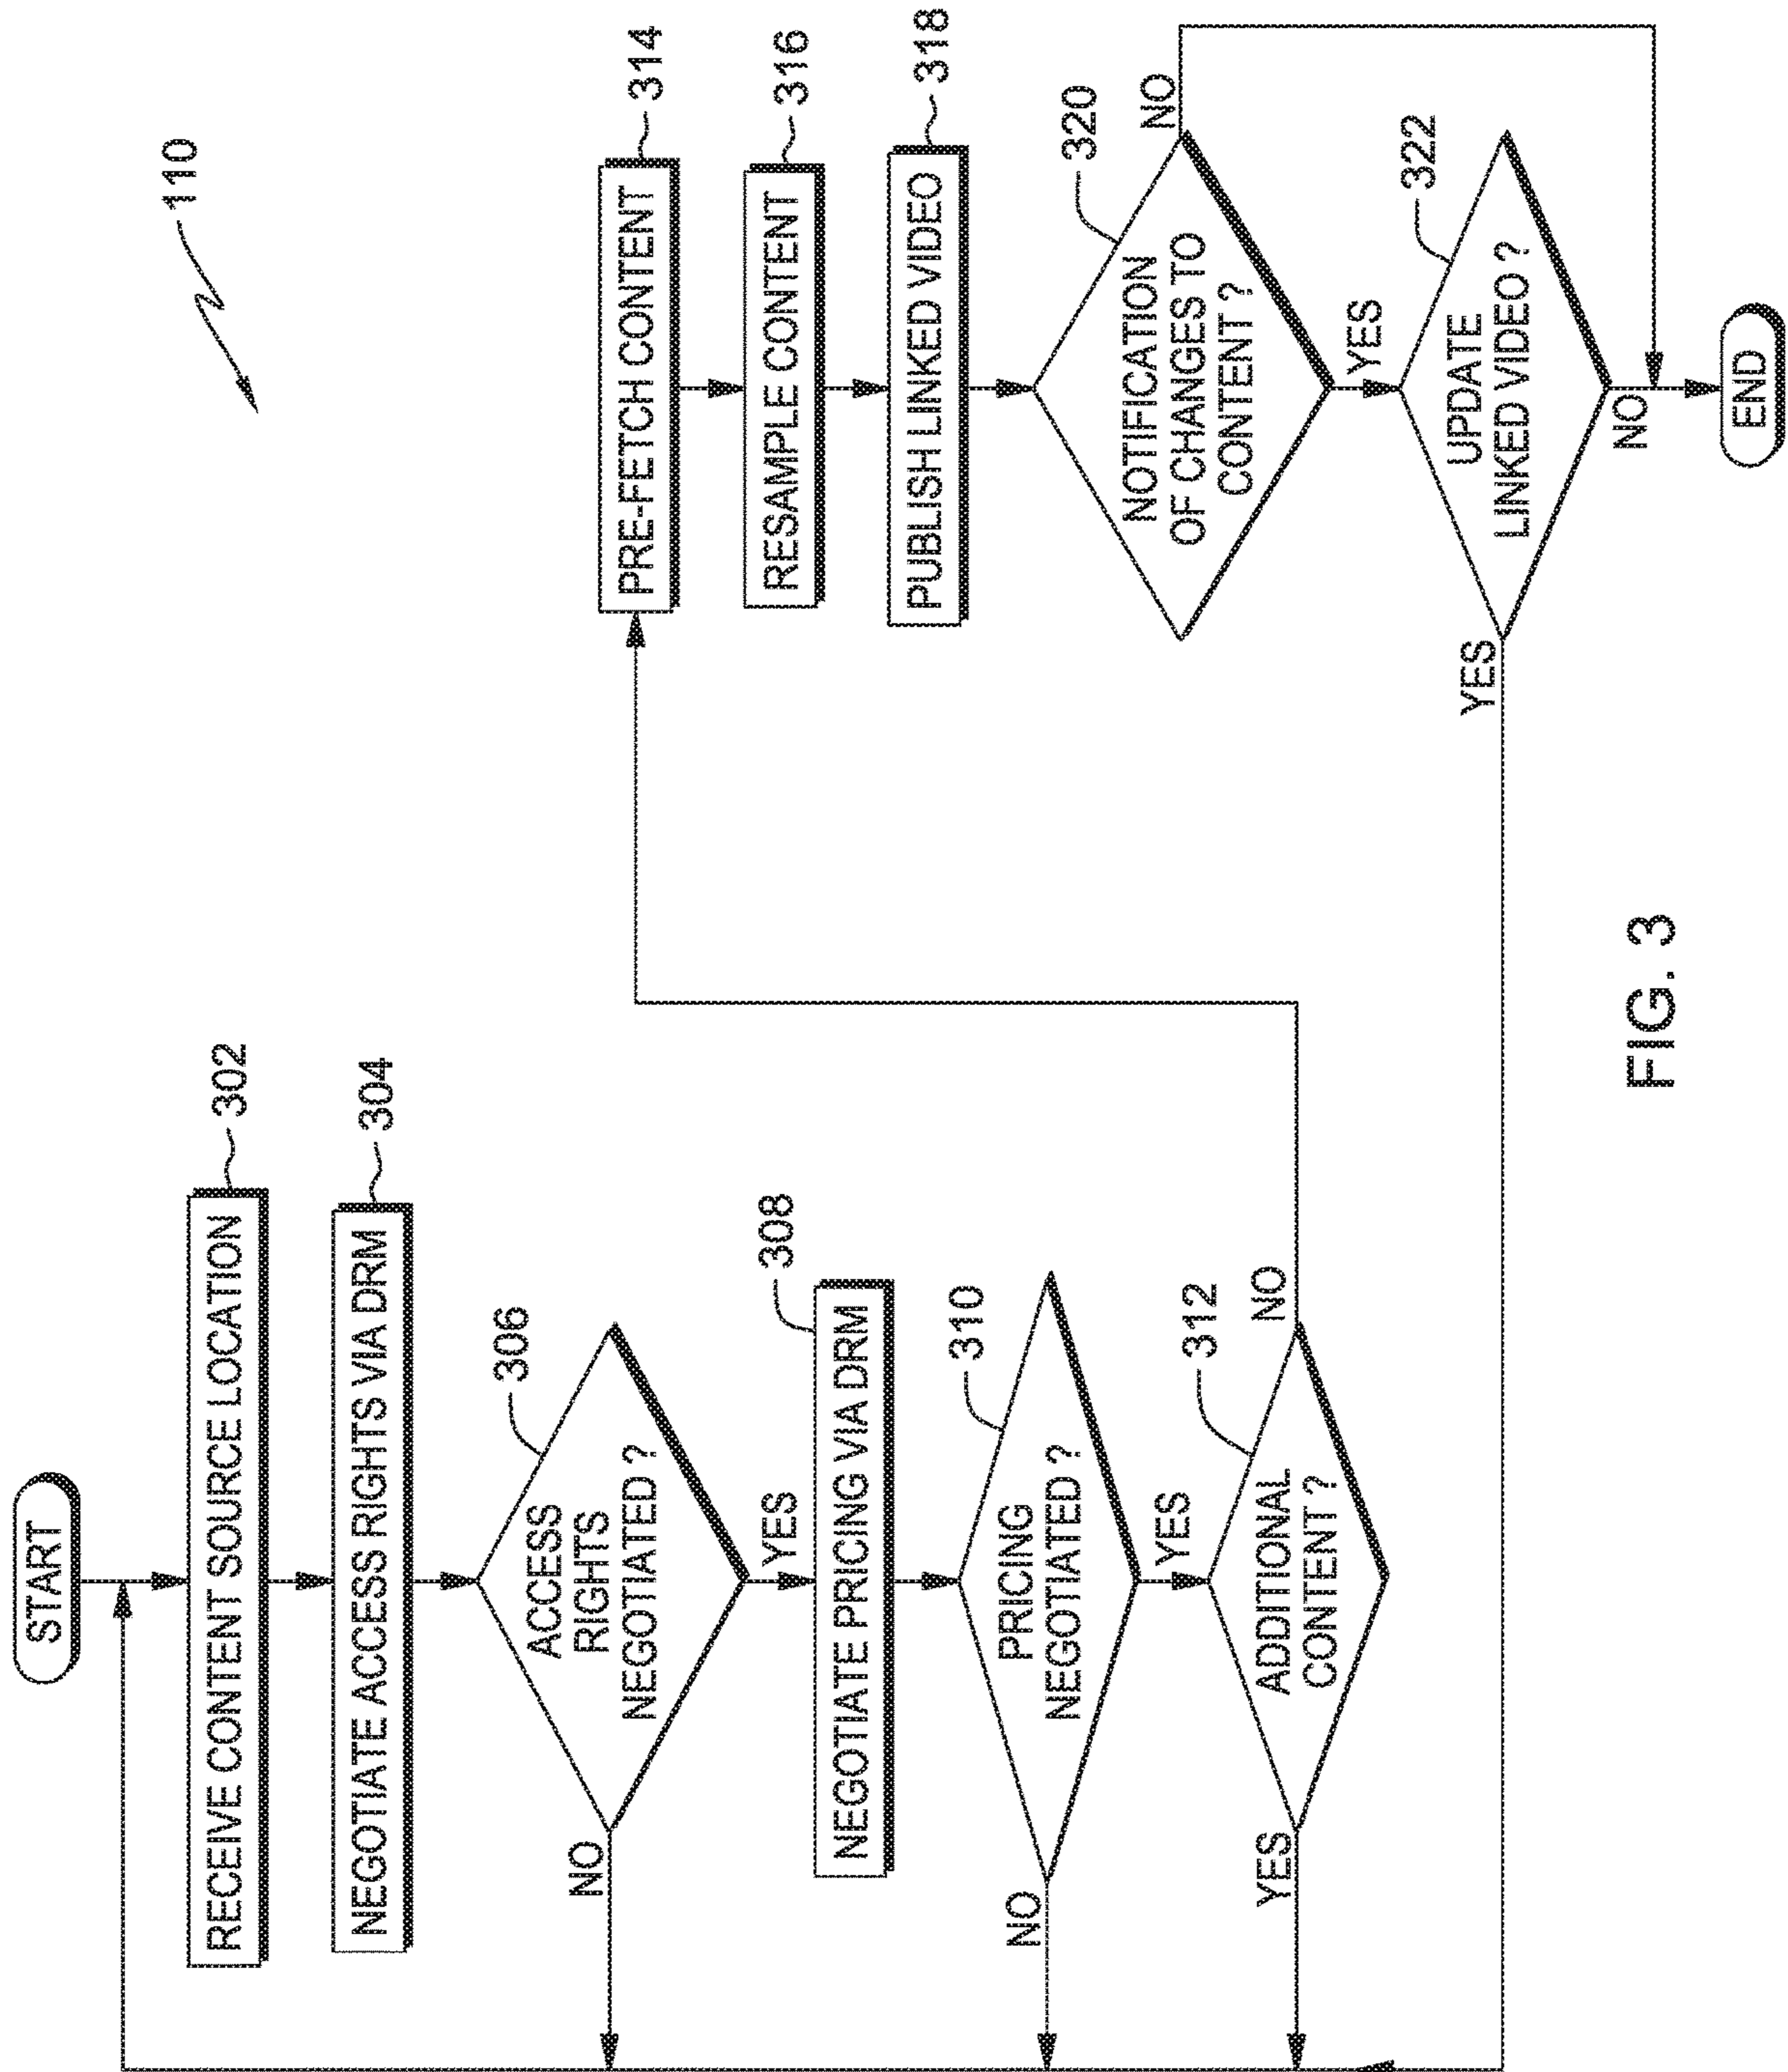 110
START
RECEIVE CONTENT SOURCE LOCATION
302
NEGOTIATE ACCESS RIGHTS VIA DRM
304
ACCESS
RIGHTS
NEGOTIATED ?
306
NO
YES
NEGOTIATE PRICING VIA DRM
308
PRICING
NEGOTIATED ?
310
NO
YES
ADDITIONAL
CONTENT ?
312
YES
NO
PRE-FETCH CONTENT
314
RESAMPLE CONTENT
316
PUBLISH LINKED VIDEO
318
NOTIFICATION
OF CHANGES TO
CONTENT ?
320
NO
YES
UPDATE
LINKED VIDEO ?
322
YES
NO
END
FIG. 3